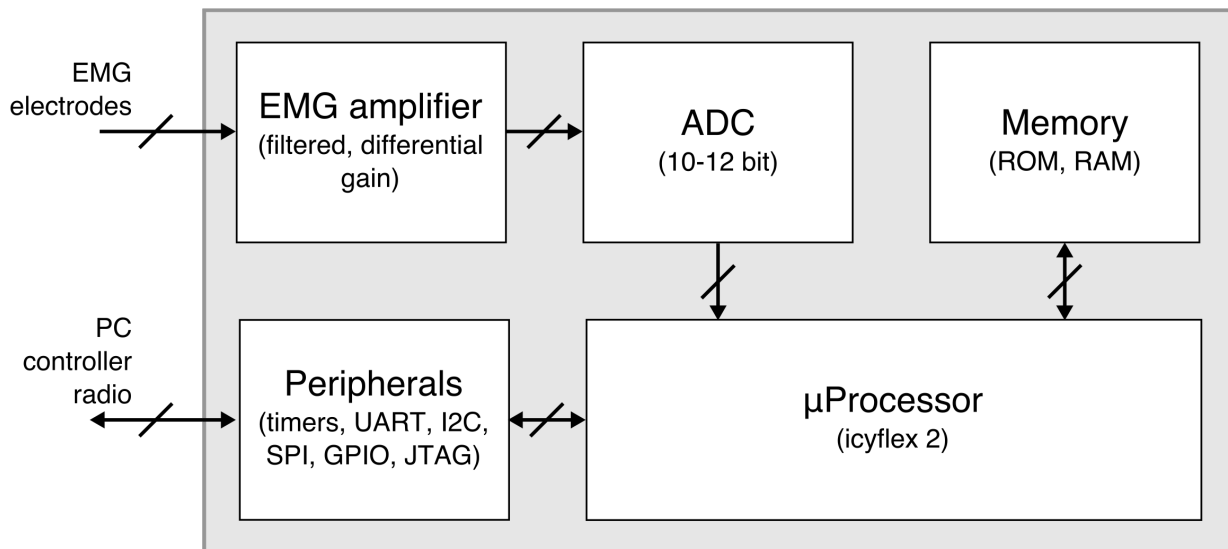 EMG
electrodes
EMG amplifier
(filtered, differential
gain)
ADC
(10-12 bit)
Memory
(ROM, RAM)
PC
controller
radio
Peripherals
(timers, UART, I2C,
SPI, GPIO, JTAG)
µProcessor
(icyflex 2)